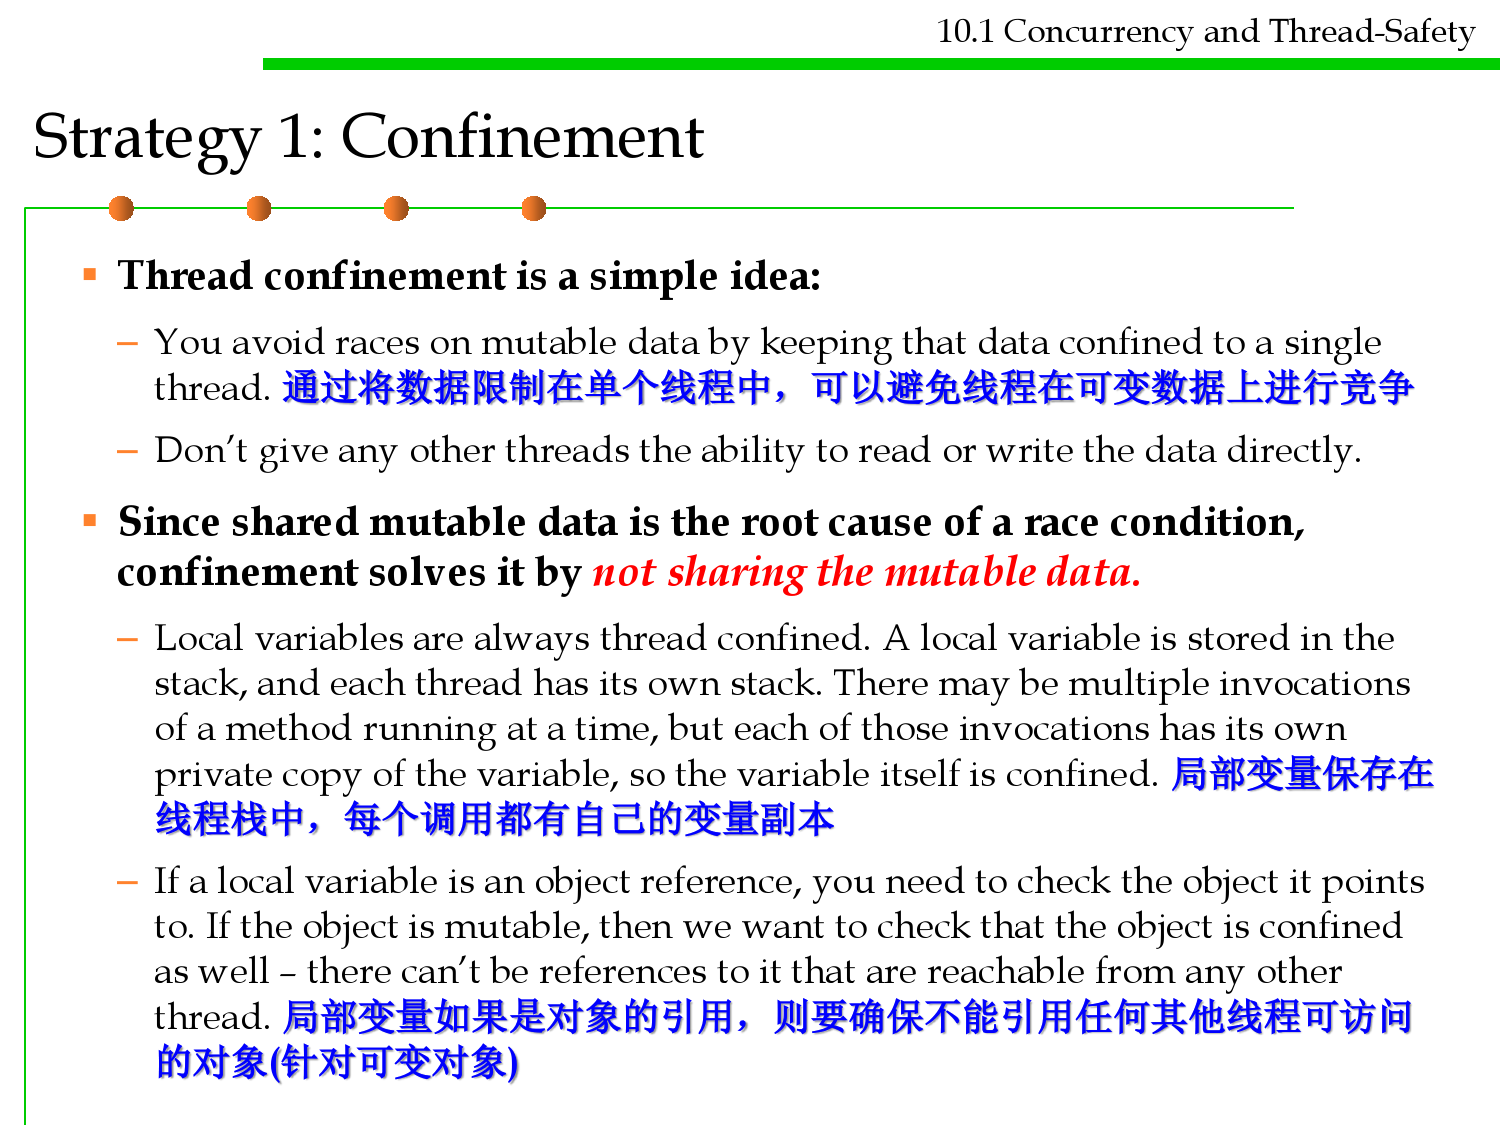 10.1 Concurrency and Thread-Safety
Strategy 1: Confinement
Thread confinement is a simple idea:
– You avoid races on mutable data by keeping that data confined to a single
thread. 通过将数据限制在单个线程中，可以避免线程在可变数据上进行竞争
– Don’t give any other threads the ability to read or write the data directly.
Since shared mutable data is the root cause of a race condition,
confinement solves it by not sharing the mutable data.
– Local variables are always thread confined. A local variable is stored in the
stack, and each thread has its own stack. There may be multiple invocations
of a method running at a time, but each of those invocations has its own
private copy of the variable, so the variable itself is confined. 局部变量保存在
线程栈中，每个调用都有自己的变量副本
– If a local variable is an object reference, you need to check the object it points
to. If the object is mutable, then we want to check that the object is confined
as well – there can’t be references to it that are reachable from any other
thread. 局部变量如果是对象的引用，则要确保不能引用任何其他线程可访问
的对象(针对可变对象)